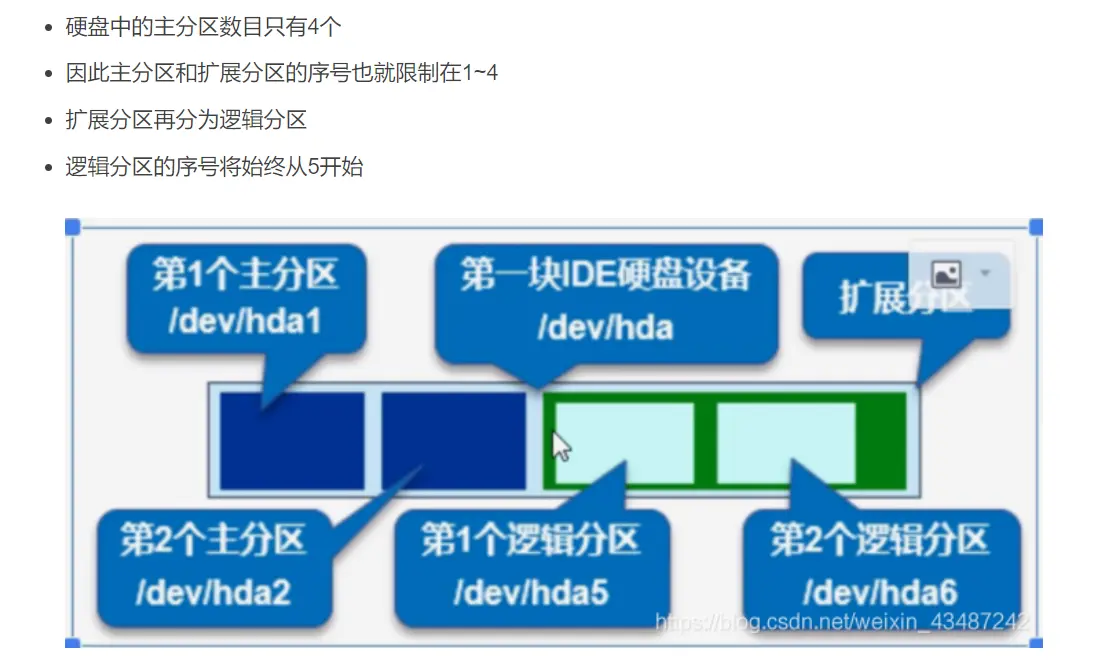 硬盘中的主分区数目只有4个
因此主分区和扩展分区的序号也就限制在1~4
扩展分区再分为逻辑分区
逻辑分区的序号将始终从5开始
第1个主分区
/dev/hda1
第一块IDE硬盘设备
/dev/hda
扩展分区
第2个主分区
/dev/hda2
第1个逻辑分区
/dev/hda5
第2个逻辑分区
/dev/hda6
https://blog.csdn.net/weixin_43487242